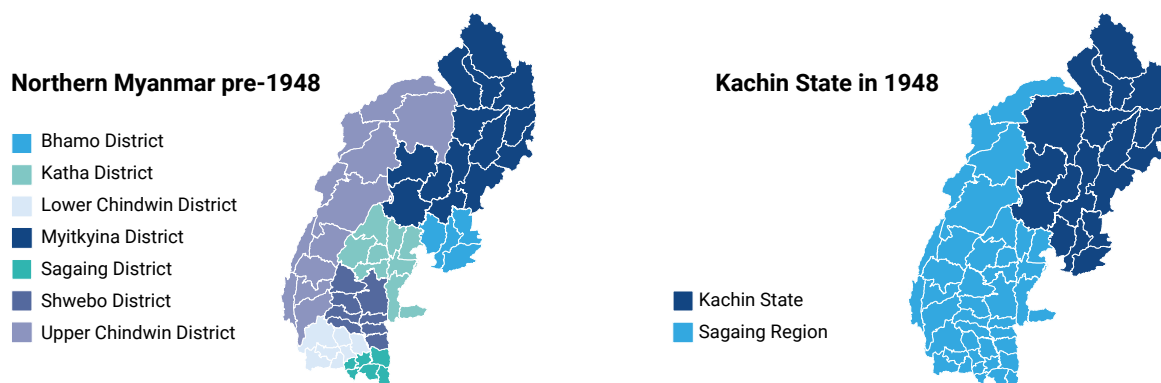 Northern Myanmar pre-1948
Bhamo District
Katha District
Lower Chindwin District
Myitkyina District
Sagaing District
Shwebo District
Upper Chindwin District
Kachin State in 1948
Kachin State
Sagaing Region